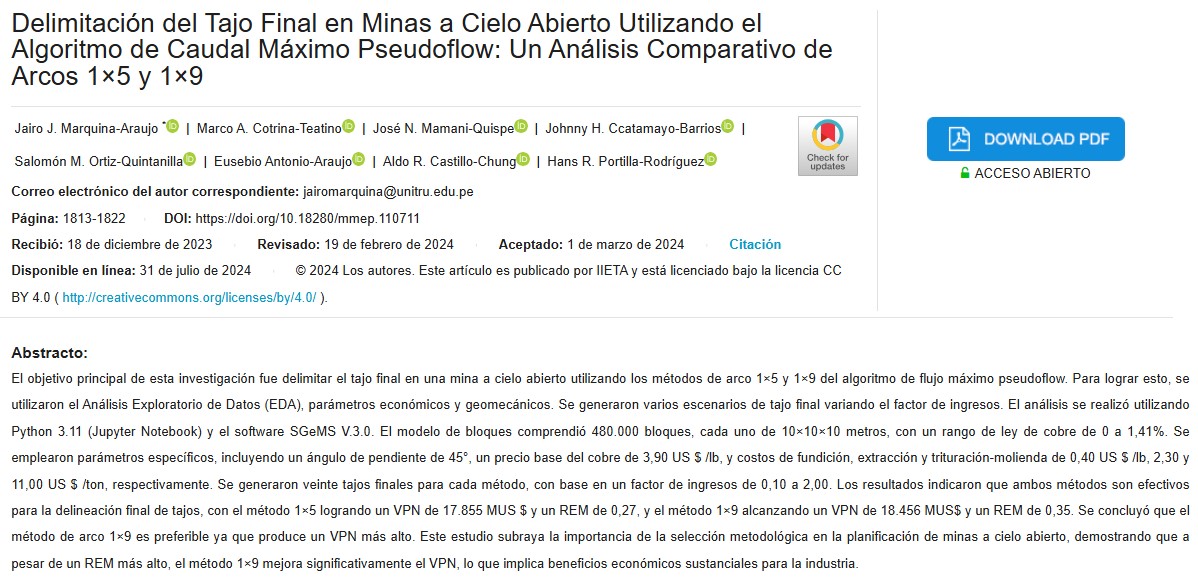 Delimitación del Tajo Final en Minas a Cielo Abierto Utilizando el
Algoritmo de Caudal Máximo Pseudoflow: Un Análisis Comparativo de
Arcos 1×5 y 1×9
Jairo J. Marquina-Araujo * iD | Marco A. Cotrina-Teatino iD | José N. Mamani-Quispe iD | Johnny H. Ccatamayo-Barrios iD |
Salomón M. Ortiz-Quintanilla iD | Eusebio Antonio-Araujo iD | Aldo R. Castillo-Chung iD | Hans R. Portilla-Rodríguez iD
Check for
updates
DOWNLOAD PDF
ACCESO ABIERTO
Correo electrónico del autor correspondiente: jairomarquina@unitru.edu.pe
Página: 1813-1822 · DOI: https://doi.org/10.18280/mmep.110711
Recibió: 18 de diciembre de 2023 · Revisado: 19 de febrero de 2024 · Aceptado: 1 de marzo de 2024 · Citación
Disponible en línea: 31 de julio de 2024 · © 2024 Los autores. Este artículo es publicado por IIETA y está licenciado bajo la licencia CC
BY 4.0 ( http://creativecommons.org/licenses/by/4.0/ ).
Abstracto:
El objetivo principal de esta investigación fue delimitar el tajo final en una mina a cielo abierto utilizando los métodos de arco 1×5 y 1×9 del algoritmo de flujo máximo pseudoflow. Para lograr esto, se
utilizaron el Análisis Exploratorio de Datos (EDA), parámetros económicos y geomecánicos. Se generaron varios escenarios de tajo final variando el factor de ingresos. El análisis se realizó utilizando
Python 3.11 (Jupyter Notebook) y el software SGeMS V.3.0. El modelo de bloques comprendió 480.000 bloques, cada uno de 10×10×10 metros, con un rango de ley de cobre de 0 a 1,41%. Se
emplearon parámetros específicos, incluyendo un ángulo de pendiente de 45°, un precio base del cobre de 3,90 US $ /lb, y costos de fundición, extracción y trituración-molienda de 0,40 US $ /lb, 2,30 y
11,00 US $ /ton, respectivamente. Se generaron veinte tajos finales para cada método, con base en un factor de ingresos de 0,10 a 2,00. Los resultados indicaron que ambos métodos son efectivos
para la delineación final de tajos, con el método 1×5 logrando un VPN de 17.855 MUS $ y un REM de 0,27, y el método 1×9 alcanzando un VPN de 18.456 MUS$ y un REM de 0,35. Se concluyó que el
método de arco 1×9 es preferible ya que produce un VPN más alto. Este estudio subraya la importancia de la selección metodológica en la planificación de minas a cielo abierto, demostrando que a
pesar de un REM más alto, el método 1×9 mejora significativamente el VPN, lo que implica beneficios económicos sustanciales para la industria.